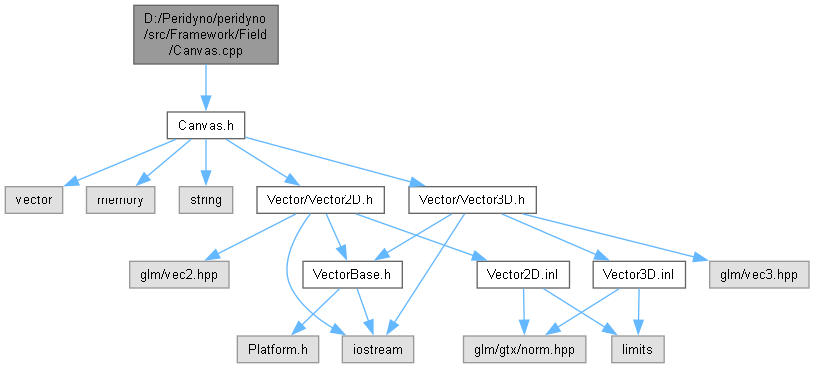 D:/Peridyno/peridyno
/src/Framework/Field
/Canvas.cpp
Canvas.h
vector
memory
string
Vector/Vector2D.h
Vector/Vector3D.h
glm/vec2.hpp
VectorBase.h
Vector2D.inl
Vector3D.inl
glm/vec3.hpp
Platform.h
iostream
glm/gtx/norm.hpp
limits